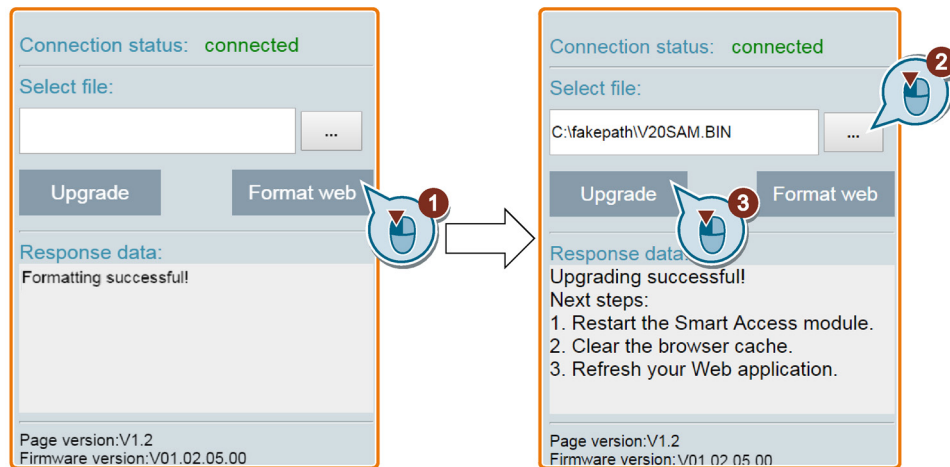 Connection status: connected
Select file:
...
Upgrade
Format web
1
Response data:
Formatting successful!
Page version:V1.2
Firmware version:V01.02.05.00
Connection status: connected
2
Select file:
C:\fakepath\V20SAM.BIN
...
Upgrade
3
Format web
Response data:
Upgrading successful!
Next steps:
1. Restart the Smart Access module.
2. Clear the browser cache.
3. Refresh your Web application.
Page version:V1.2
Firmware version:V01.02.05.00